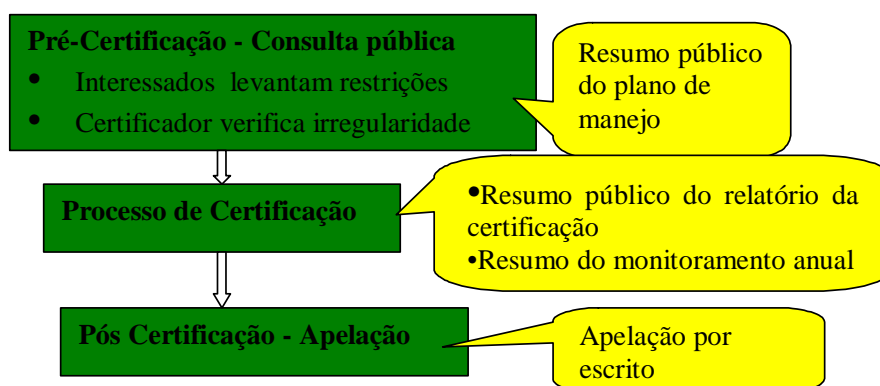 Pré-Certificação - Consulta pública
• Interessados levantam restrições
• Certificador verifica irregularidade
Resumo público
do plano de
manejo
Processo de Certificação
•Resumo público do relatório da
certificação
•Resumo do monitoramento anual
Pós Certificação - Apelação
Apelação por
escrito